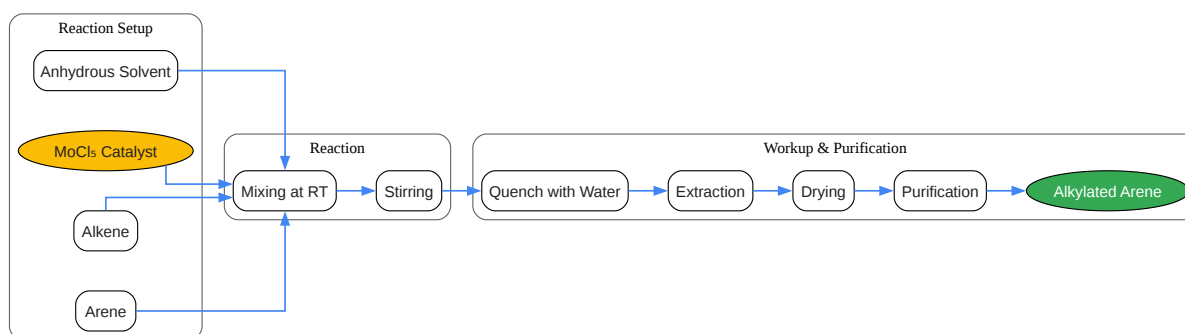 Reaction Setup
Anhydrous Solvent
MoCl₅ Catalyst
Alkene
Arene
Reaction
Mixing at RT
Stirring
Workup & Purification
Quench with Water
Extraction
Drying
Purification
Alkylated Arene